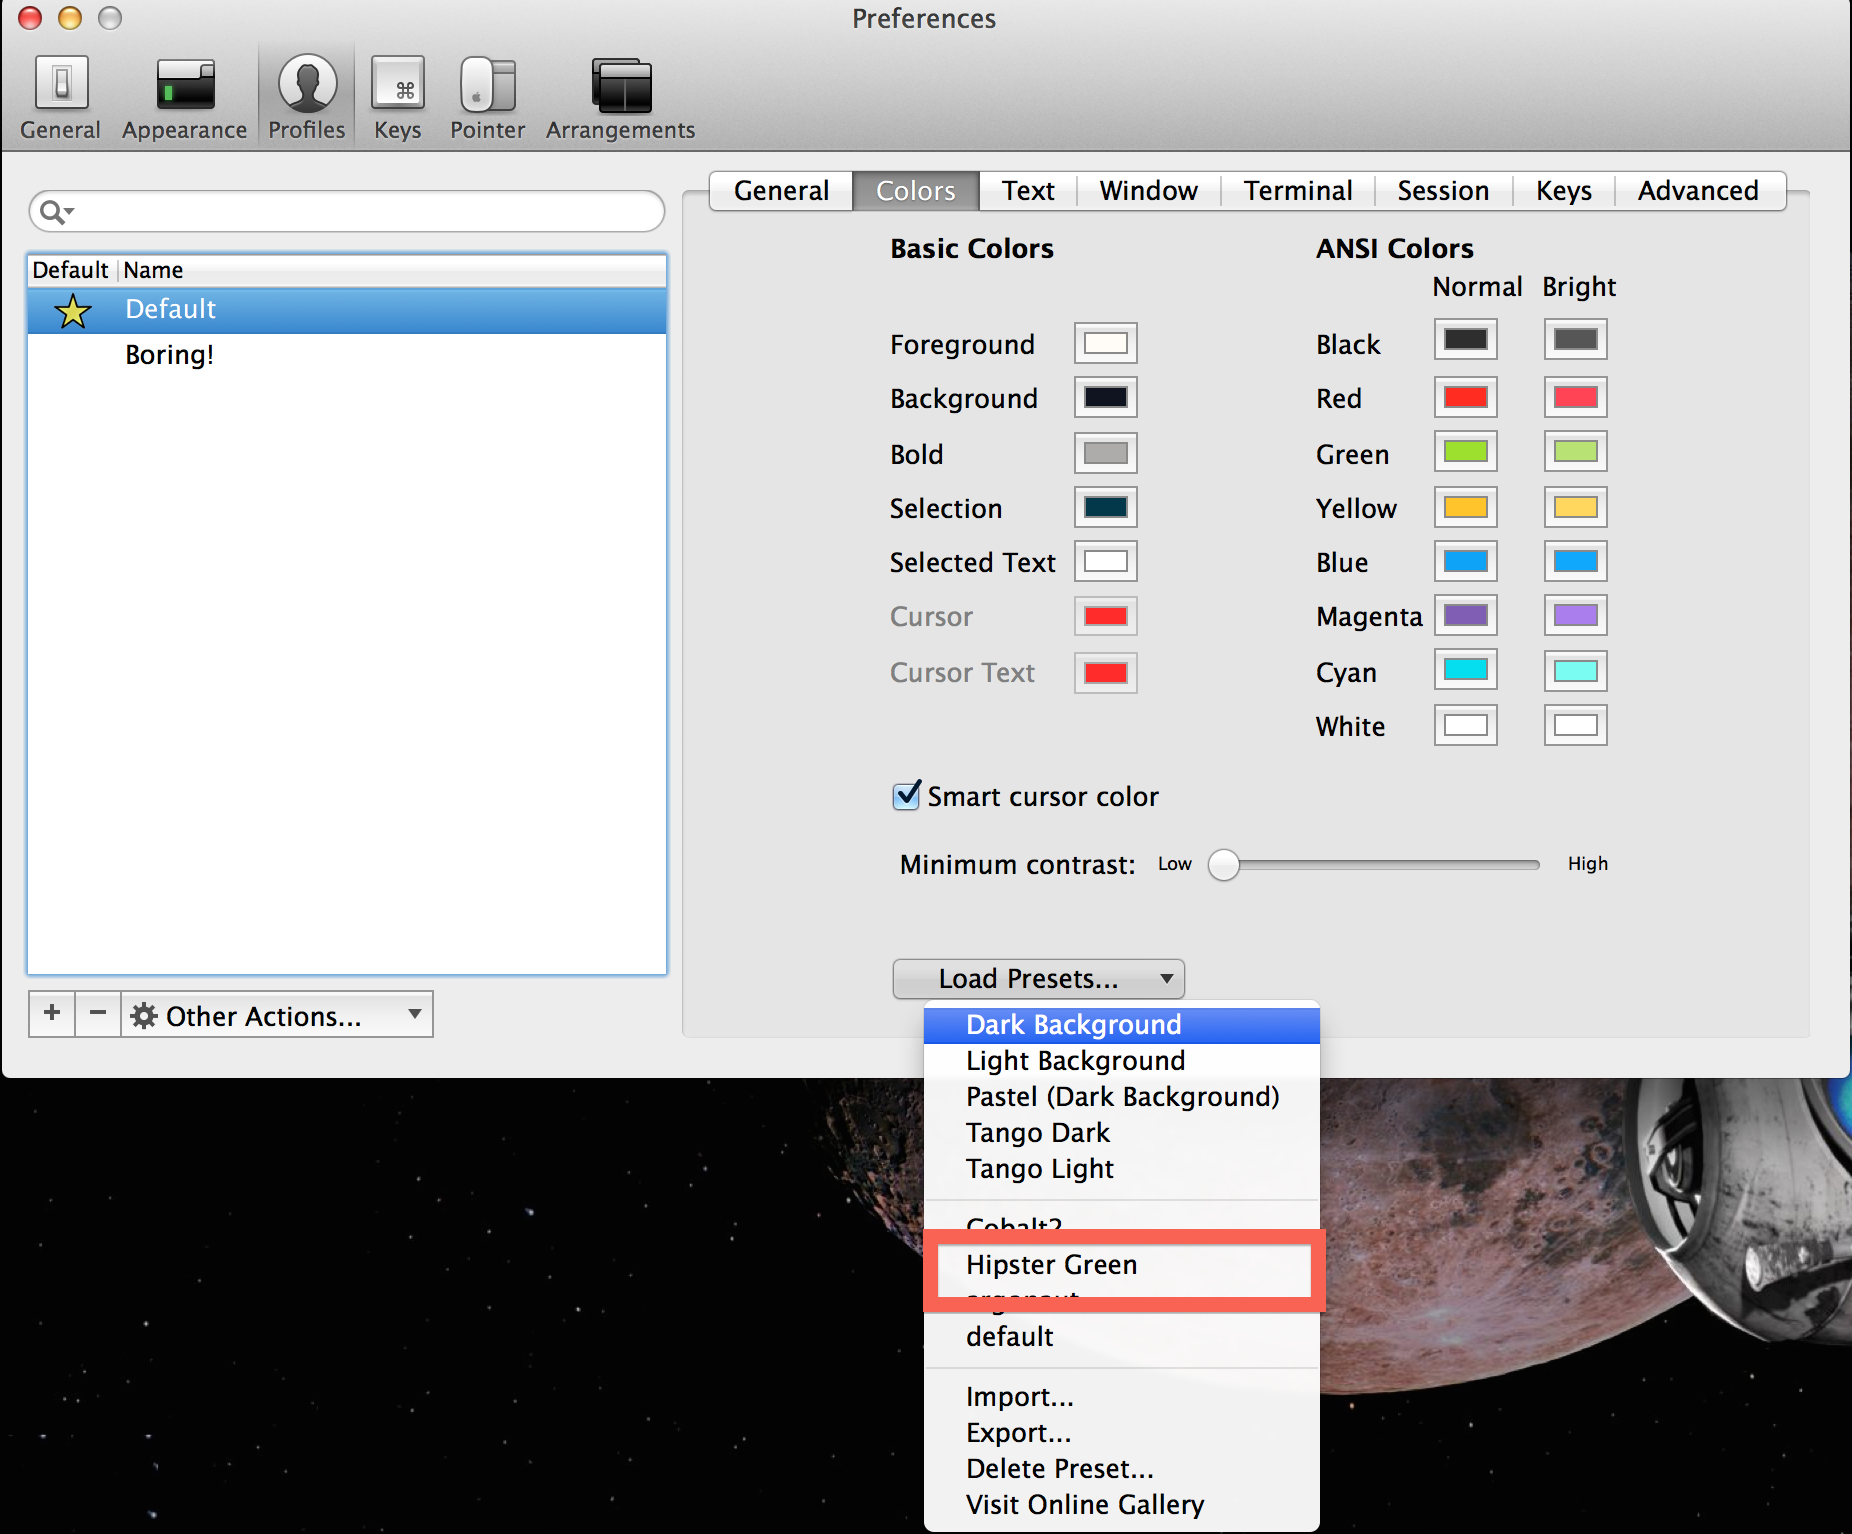 Preferences
General Appearance Profiles Keys Pointer Arrangements
General Colors Text Window Terminal Session Keys Advanced
Default Name
Default
Boring!
Other Actions...
Basic Colors
Foreground
Background
Bold
Selection
Selected Text
Cursor
Cursor Text
ANSI Colors
Normal Bright
Black
Red
Green
Yellow
Blue
Magenta
Cyan
White
Smart cursor color
Minimum contrast: Low High
Load Presets...
Dark Background
Light Background
Pastel (Dark Background)
Tango Dark
Tango Light
Cobalt2
Hipster Green
argonaut
default
Import...
Export...
Delete Preset...
Visit Online Gallery